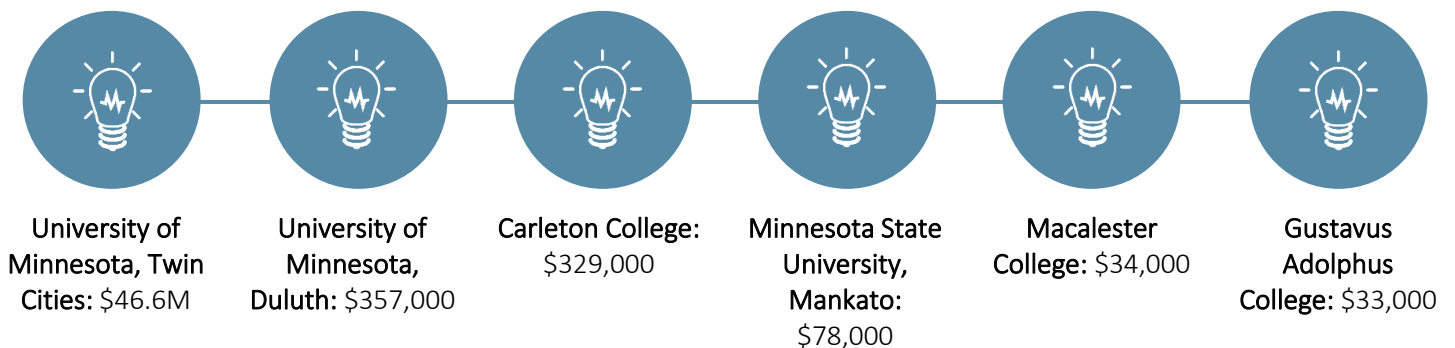 University of
Minnesota, Twin
Cities: $46.6M
University of
Minnesota,
Duluth: $357,000
Carleton College:
$329,000
Minnesota State
University,
Mankato:
$78,000
Macalester
College: $34,000
Gustavus
Adolphus
College: $33,000